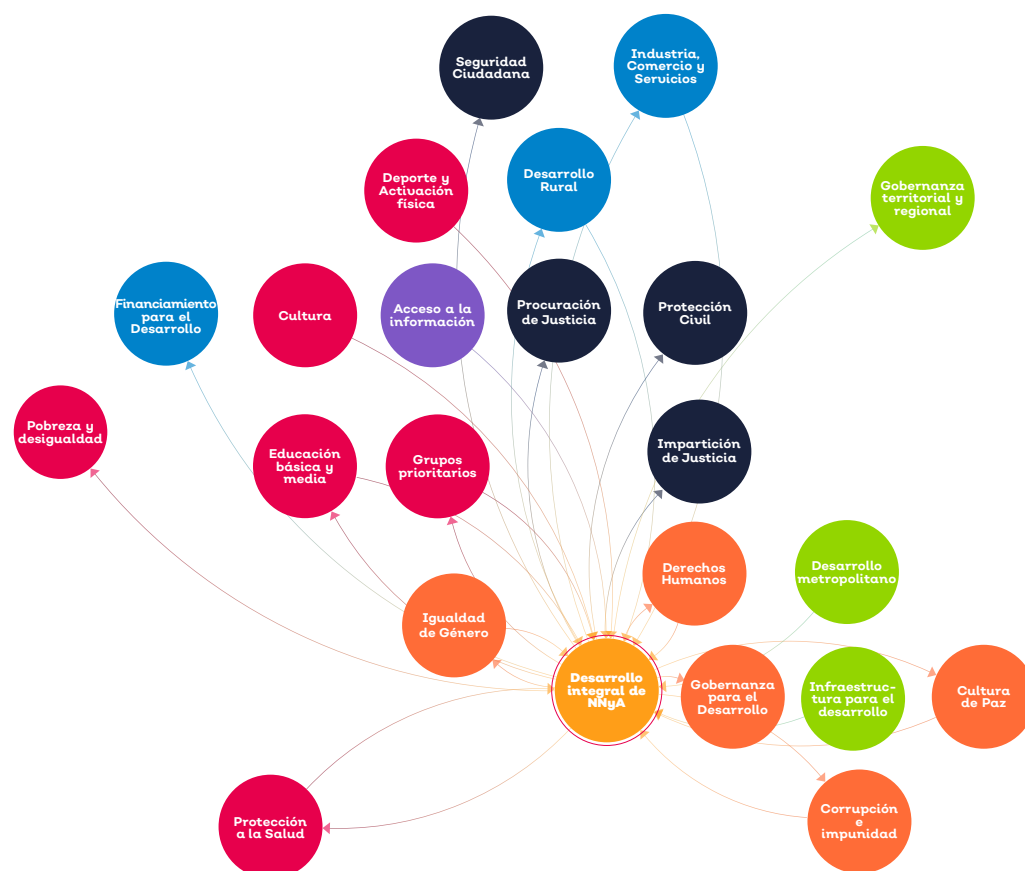 Seguridad
Ciudadana
Industria,
Comercio y
Servicios
Deporte y
Activación
física
Desarrollo
Rural
Gobernanza
territorial y
regional
Financiamiento
para el
Desarrollo
Cultura
Acceso a la
información
Procuración
de Justicia
Protección
Civil
Pobreza y
desigualdad
Educación
básica y
media
Grupos
prioritarios
Impartición
de Justicia
Derechos
Humanos
Desarrollo
metropolitano
Igualdad
de Género
Desarrollo
integral de
NNyA
Gobernanza
para el
Desarrollo
Infraestruc-
tura para el
desarrollo
Cultura
de Paz
Protección
a la Salud
Corrupción
e
impunidad